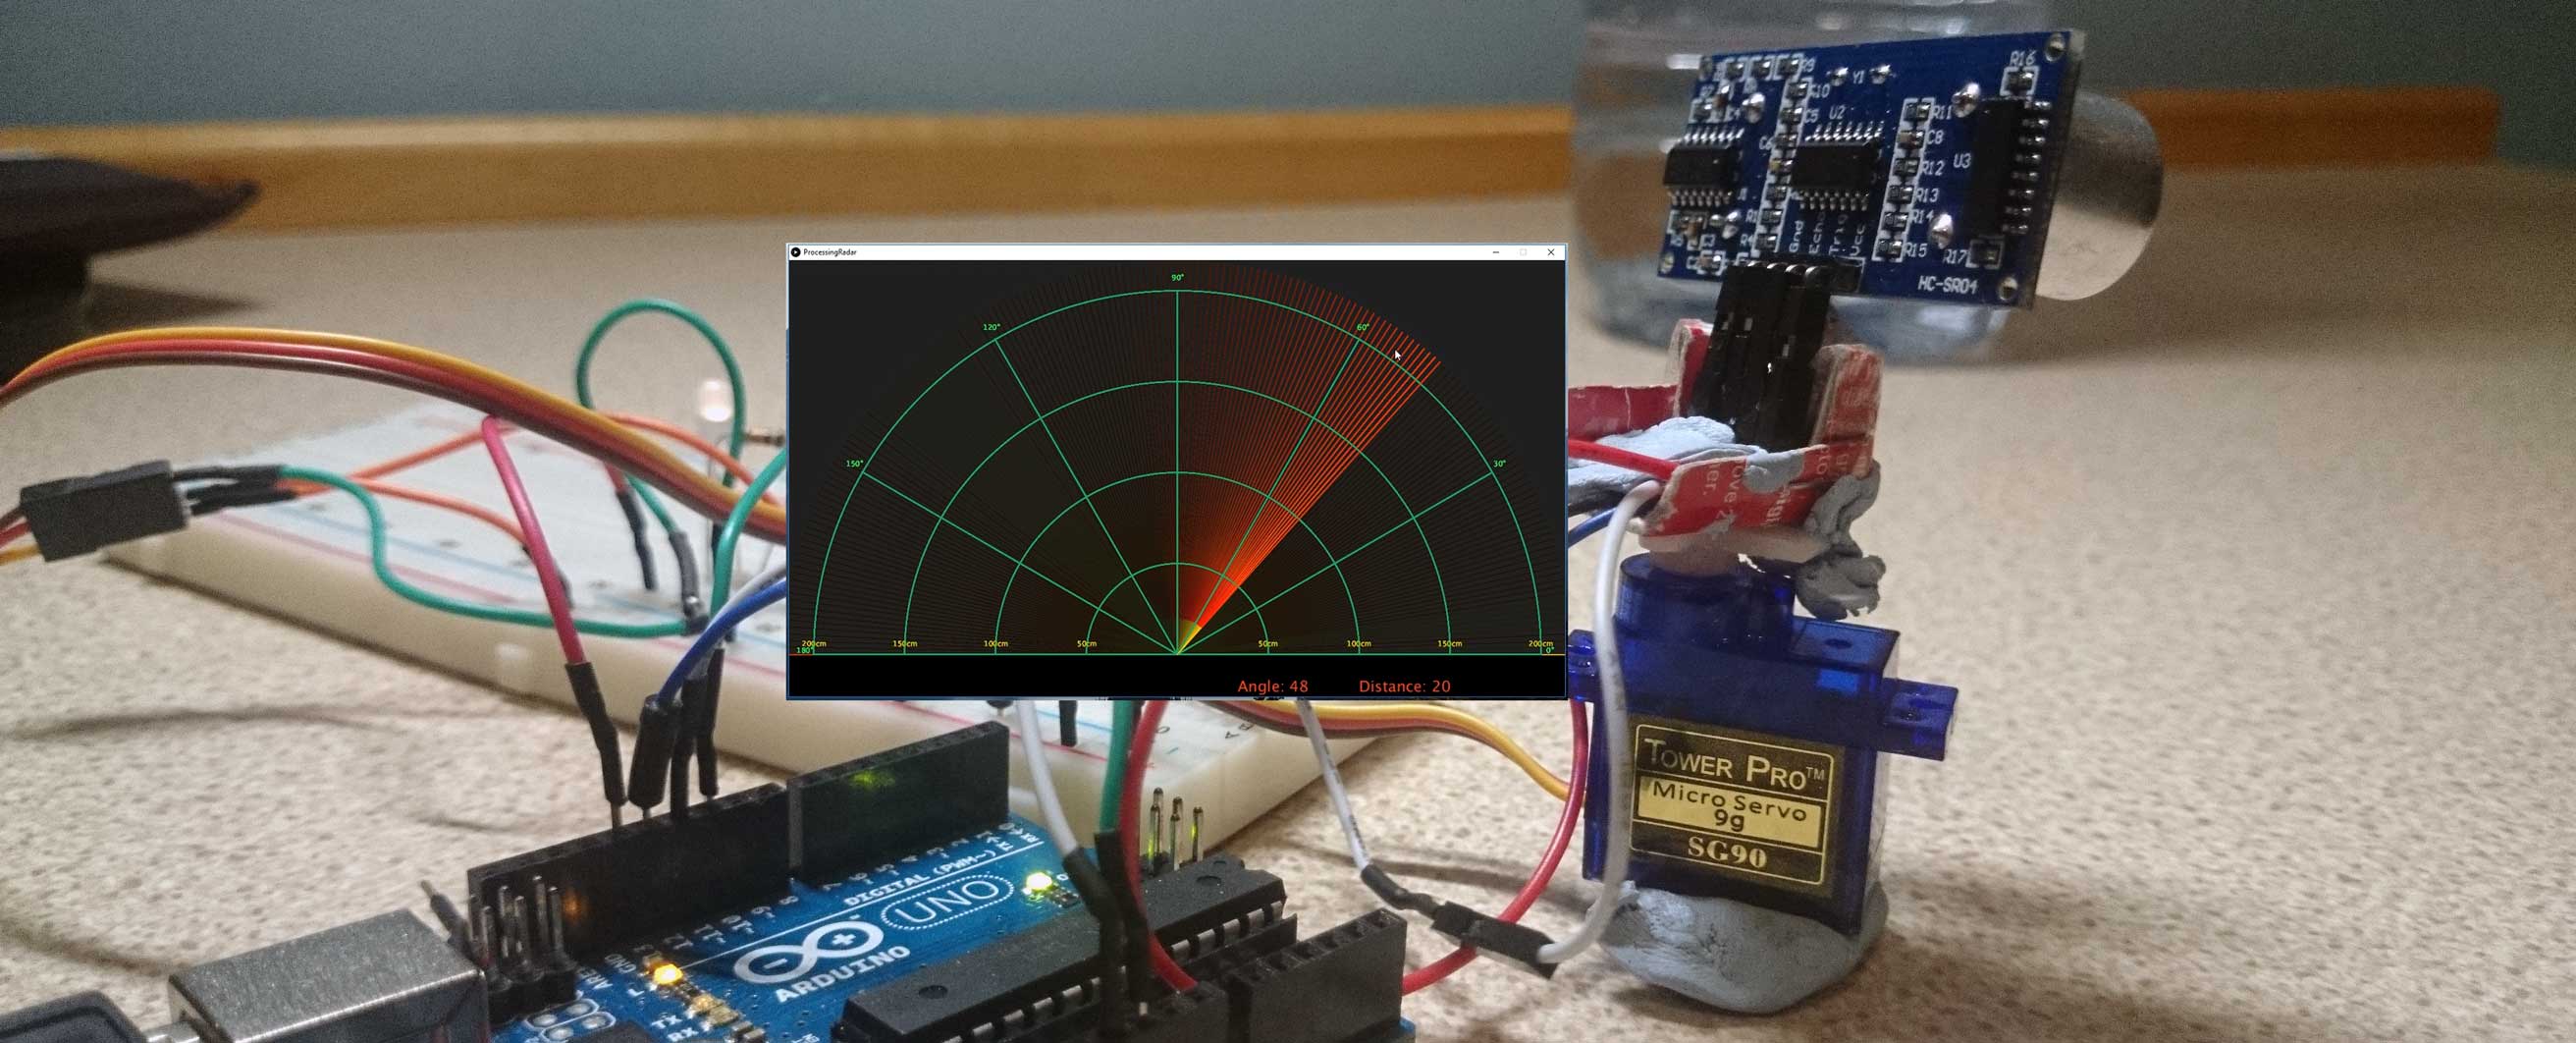 ProcessingRadar
90°
120°
60°
150°
30°
200cm
150cm
100cm
50cm
50cm
100cm
150cm
200cm
180°
0°
Angle: 48
Distance: 20
R16
Y1
U2
R11
C8
U3
R12
R13
R14
R15
R17
Gnd
Echo
Trig
Vcc
HC-SR04
TOWER PRO™
Micro Servo
9g
SG90
DIGITAL (PWM~)
UNO
ARDUINO
AREF
GND
L
TX
RX